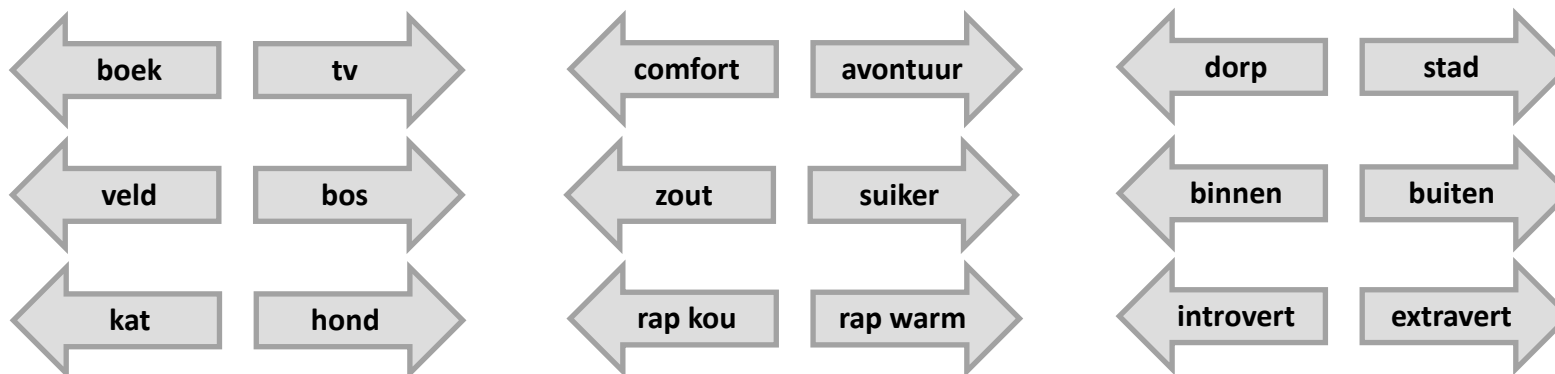 boek tv comfort avontuur dorp stad
veld bos zout suiker binnen buiten
kat hond rap kou rap warm introvert extravert